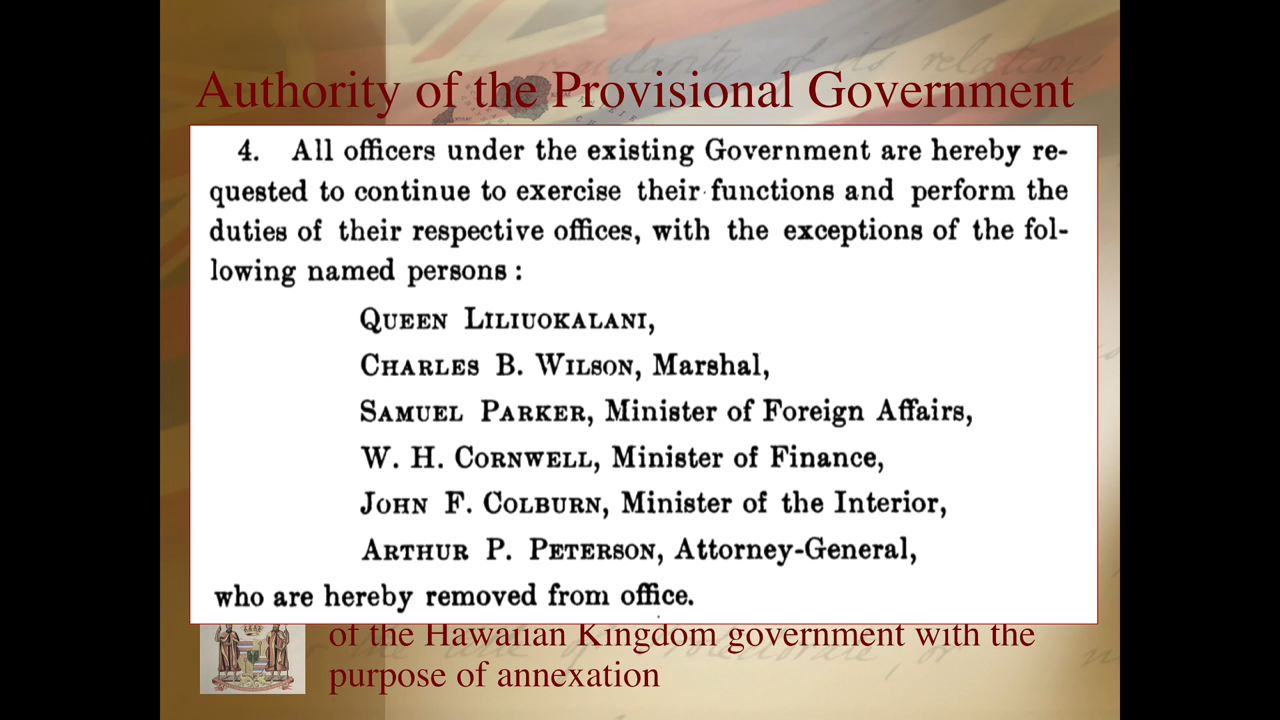 regularity of its relations
Authority of the Provisional Government
4. All officers under the existing Government are hereby re-
quested to continue to exercise their functions and perform the
duties of their respective offices, with the exceptions of the fol-
lowing named persons :
QUEEN LILIUOKALANI,
CHARLES B. WILSON, Marshal,
SAMUEL PARKER, Minister of Foreign Affairs,
W. H. CORNWELL, Minister of Finance,
JOHN F. COLBURN, Minister of the Interior,
ARTHUR P. PETERSON, Attorney-General,
who are hereby removed from office.
of the Hawaiian Kingdom government with the
purpose of annexation